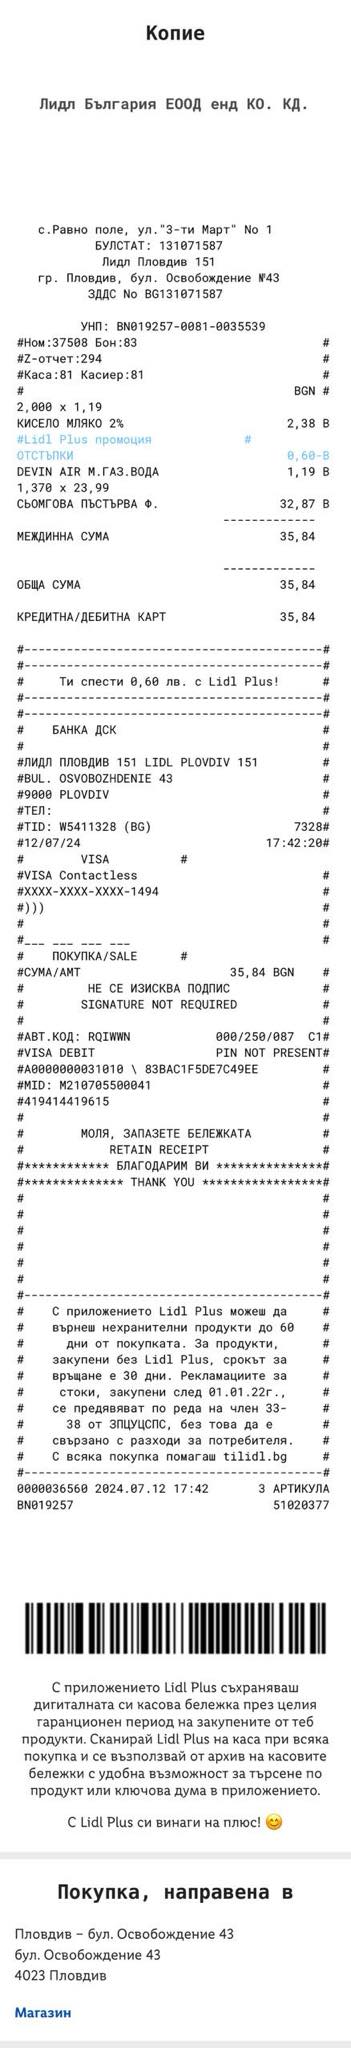 Копие
Лидл България ЕООД енд КО. КД.
с.Равно поле, ул."3-ти Март" No 1
БУЛСТАТ: 131071587
Лидл Пловдив 151
гр. Пловдив, бул. Освобождение №43
ЗДДС No BG131071587
УНП: BN019257-0081-0035539
#Ном:37508 Бон:83 #
#Z-отчет:294 #
#Каса:81 Касиер:81 #
# BGN #
2,000 x 1,19
КИСЕЛО МЛЯКО 2% 2,38 B
#Lidl Plus промоция #
ОТСТЪПКИ 0,60-B
DEVIN AIR М.ГАЗ.ВОДА 1,19 B
1,370 x 23,99
СЬОМГОВА ПЪСТЪРВА Ф. 32,87 B
-------------
МЕЖДИННА СУМА 35,84
-------------
ОБЩА СУМА 35,84
КРЕДИТНА/ДЕБИТНА КАРТ 35,84
#------------------------------------------#
#------------------------------------------#
# Ти спести 0,60 лв. с Lidl Plus! #
#------------------------------------------#
#------------------------------------------#
# БАНКА ДСК #
# #
#ЛИДЛ ПЛОВДИВ 151 LIDL PLOVDIV 151 #
#BUL. OSVOBOZHDENIE 43 #
#9000 PLOVDIV #
#ТЕЛ: #
#TID: W5411328 (BG) 7328#
#12/07/24 17:42:20#
# VISA #
#VISA Contactless #
#XXXX-XXXX-XXXX-1494 #
#))) #
# #
#___ ___ ___ ___ #
# ПОКУПКА/SALE #
#СУМА/AMT 35,84 BGN #
# НЕ СЕ ИЗИСКВА ПОДПИС #
# SIGNATURE NOT REQUIRED #
# #
#АВТ.КОД: RQIWWN 000/250/087 C1#
#VISA DEBIT PIN NOT PRESENT#
#A0000000031010 \ 83BAC1F5DE7C49EE #
#MID: M210705500041 #
#419414419615 #
# #
# МОЛЯ, ЗАПАЗЕТЕ БЕЛЕЖКАТА #
# RETAIN RECEIPT #
#************ БЛАГОДАРИМ ВИ ***************#
#************** THANK YOU *****************#
# #
# #
# #
# #
# #
# #
#------------------------------------------#
# С приложението Lidl Plus можеш да #
# върнеш нехранителни продукти до 60 #
# дни от покупката. За продукти, #
# закупени без Lidl Plus, срокът за #
# връщане е 30 дни. Рекламациите за #
# стоки, закупени след 01.01.22г., #
# се предявяват по реда на член 33- #
# 38 от ЗПЦУЦСПС, без това да е #
# свързано с разходи за потребителя. #
# С всяка покупка помагаш tilidl.bg #
#------------------------------------------#
0000036560 2024.07.12 17:42 3 АРТИКУЛА
BN019257 51020377
С приложението Lidl Plus съхраняваш
дигиталната си касова бележка през целия
гаранционен период на закупените от теб
продукти. Сканирай Lidl Plus на каса при всяка
покупка и се възползвай от архив на касовите
бележки с удобна възможност за търсене по
продукт или ключова дума в приложението.
С Lidl Plus си винаги на плюс! 😊
Покупка, направена в
Пловдив – бул. Освобождение 43
бул. Освобождение 43
4023 Пловдив
Магазин